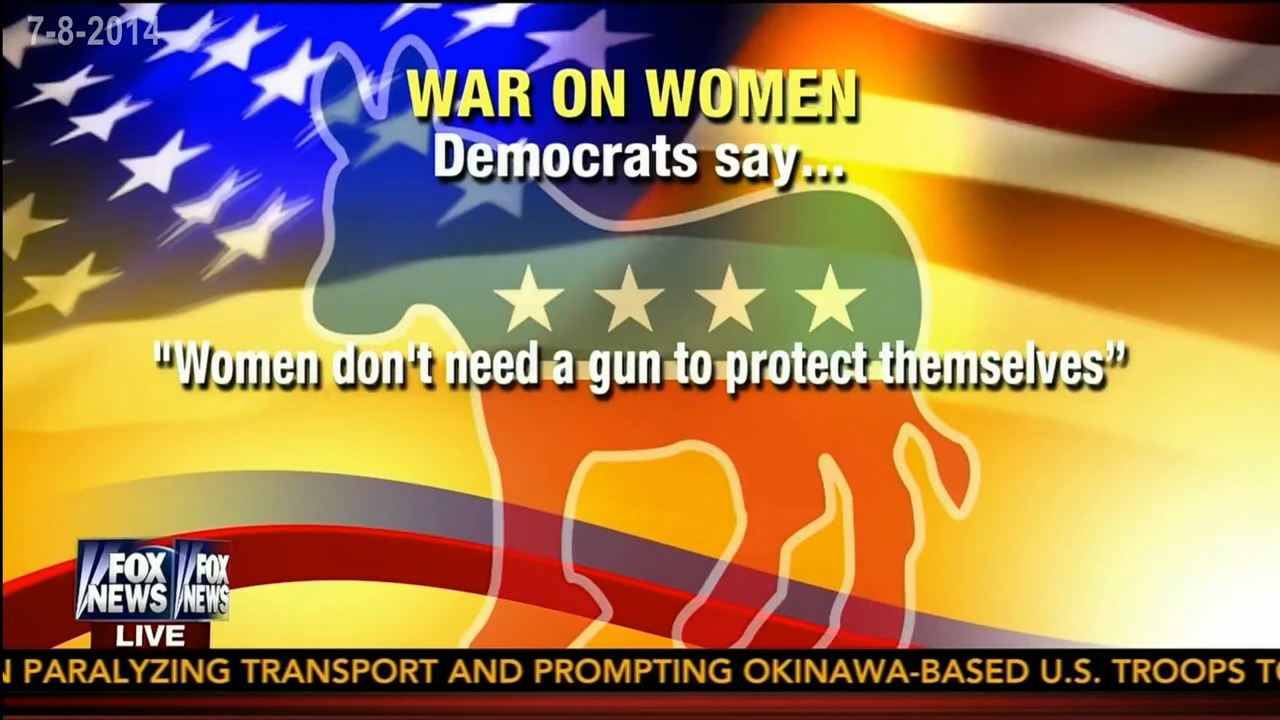 7-8-2014
WAR ON WOMEN
Democrats say...
"Women don't need a gun to protect themselves”
FOX NEWS
FOX NEWS
LIVE
PARALYZING TRANSPORT AND PROMPTING OKINAWA-BASED U.S. TROOPS